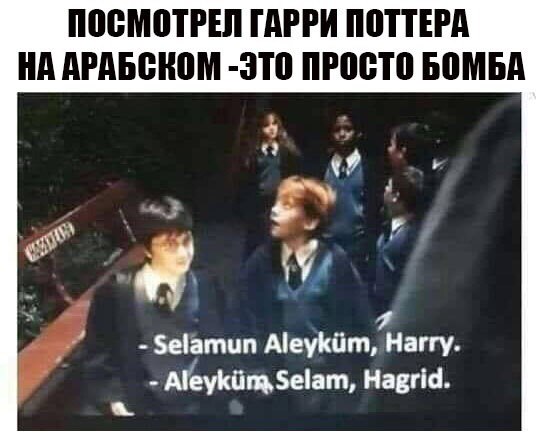 ПОСМОТРЕЛ ГАРРИ ПОТТЕРА
НА АРАБСКОМ -ЭТО ПРОСТО БОМБА
- Selamun Aleyküm, Harry.
- Aleyküm Selam, Hagrid.